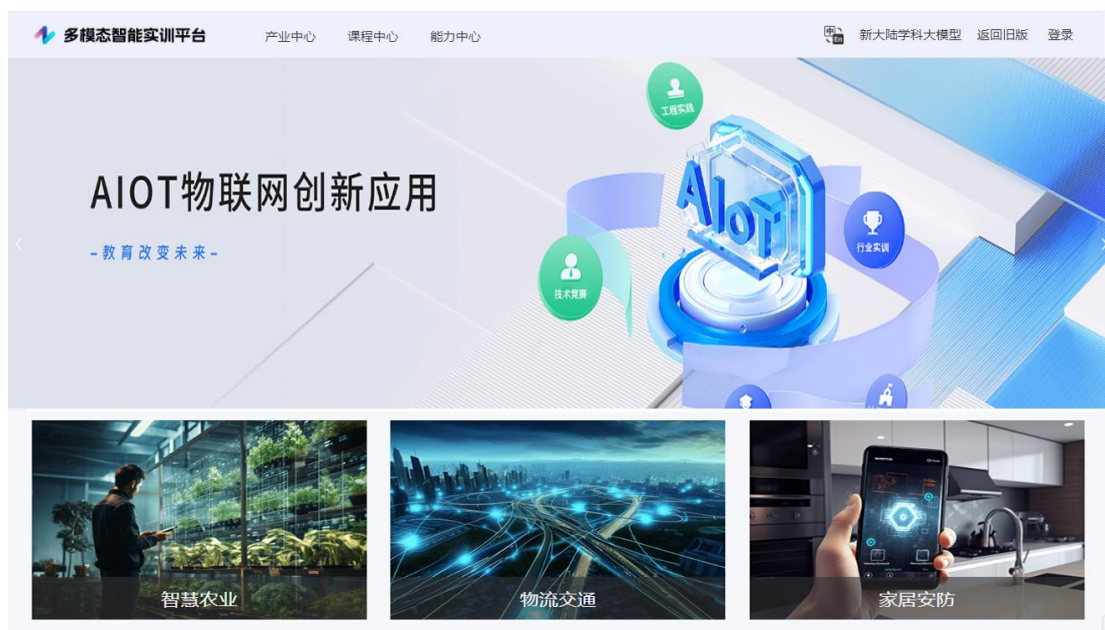 多模态智能实训平台 产业中心 课程中心 能力中心 中 En 新大陆学科大模型 返回旧版 登录
工程实践
AIoT
AIOT物联网创新应用
行业实训
-教育改变未来-
技术竞赛
智慧农业 物流交通 家居安防